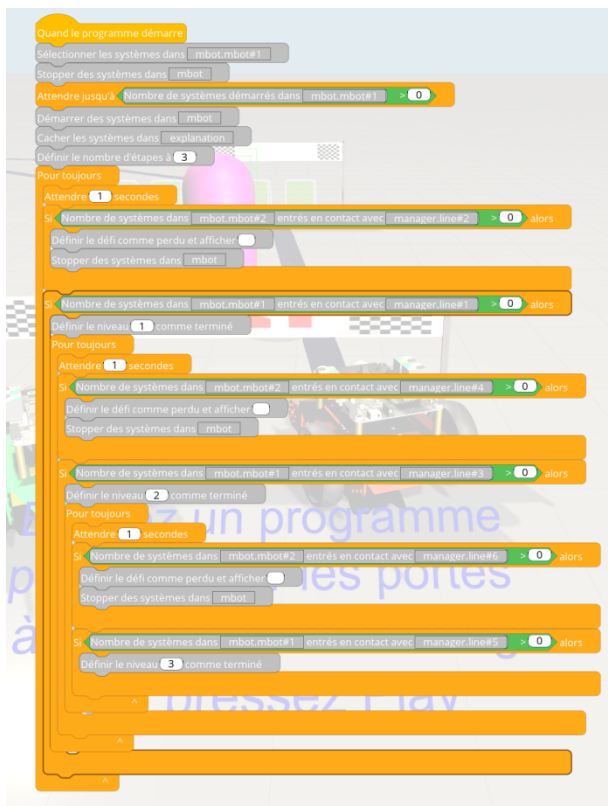 Quand le programme démarre
Sélectionner les systèmes dans mbot.mbot#1
Stopper des systèmes dans mbot
Attendre jusqu'à Nombre de systèmes démarrés dans mbot.mbot#1 > 0
Démarrer des systèmes dans mbot
Cacher les systèmes dans explanation
Définir le nombre d'étapes à 3
Pour toujours
Attendre 1 secondes
Si Nombre de systèmes dans mbot.mbot#2 entrés en contact avec manager.line#2 > 0 alors
Définir le défi comme perdu et afficher
Stopper des systèmes dans mbot
Si Nombre de systèmes dans mbot.mbot#1 entrés en contact avec manager.line#1 > 0 alors
Définir le niveau 1 comme terminé
Pour toujours
Attendre 1 secondes
Si Nombre de systèmes dans mbot.mbot#2 entrés en contact avec manager.line#4 > 0 alors
Définir le défi comme perdu et afficher
Stopper des systèmes dans mbot
Si Nombre de systèmes dans mbot.mbot#1 entrés en contact avec manager.line#3 > 0 alors
Définir le niveau 2 comme terminé
Pour toujours
un programme
Attendre 1 secondes
Si Nombre de systèmes dans mbot.mbot#2 entrés en contact avec manager.line#6 > 0 alors
les portes
Définir le défi comme perdu et afficher
Stopper des systèmes dans mbot
à
Si Nombre de systèmes dans mbot.mbot#1 entrés en contact avec manager.line#5 > 0 alors
Définir le niveau 3 comme terminé
pressez Play